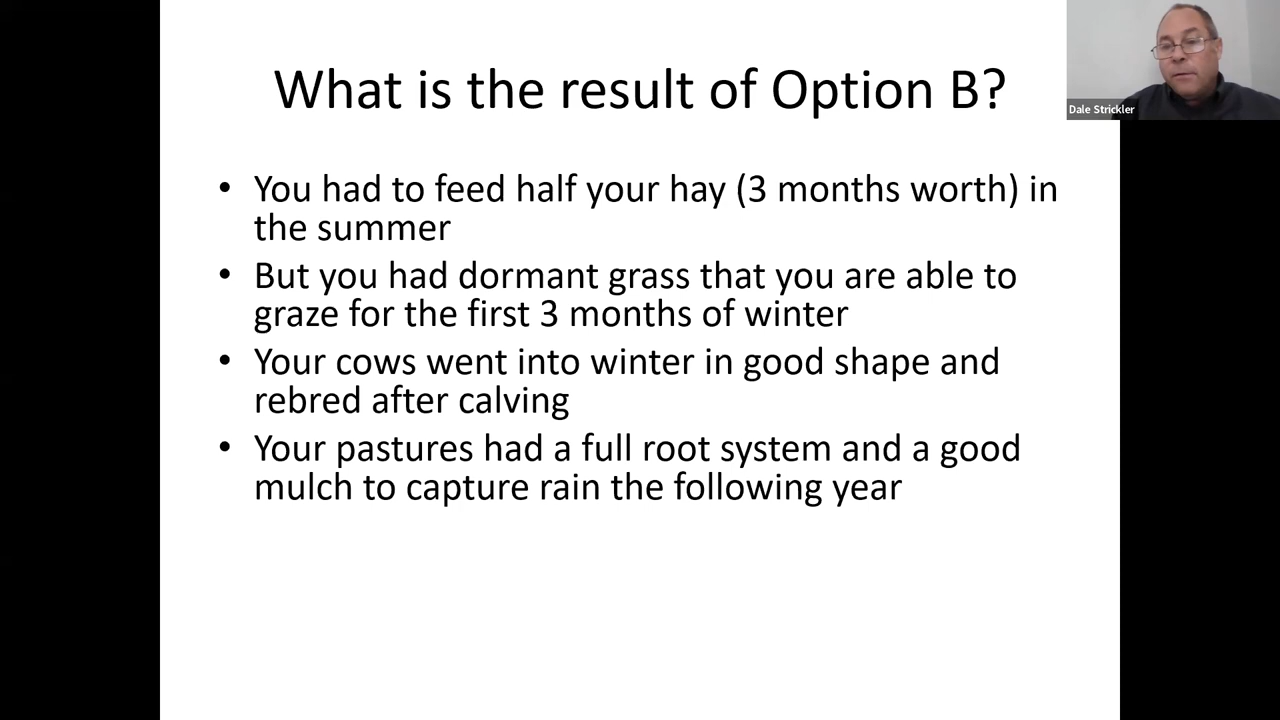 What is the result of Option B?
Dale Strickler
• You had to feed half your hay (3 months worth) in
the summer
• But you had dormant grass that you are able to
graze for the first 3 months of winter
• Your cows went into winter in good shape and
rebred after calving
• Your pastures had a full root system and a good
mulch to capture rain the following year